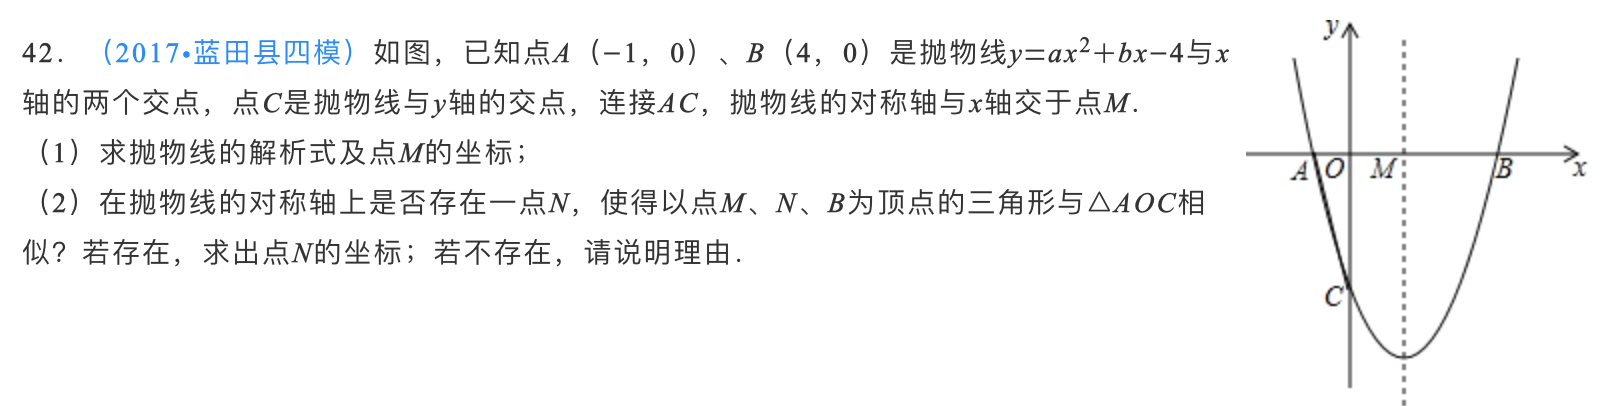 42. （2017•蓝田县四模）如图，已知点A（−1，0）、B（4，0）是抛物线y=ax²+bx−4与x
轴的两个交点，点C是抛物线与y轴的交点，连接AC，抛物线的对称轴与x轴交于点M.
（1）求抛物线的解析式及点M的坐标；
（2）在抛物线的对称轴上是否存在一点N，使得以点M、N、B为顶点的三角形与△AOC相
似？若存在，求出点N的坐标；若不存在，请说明理由.
y
A O M B x
C